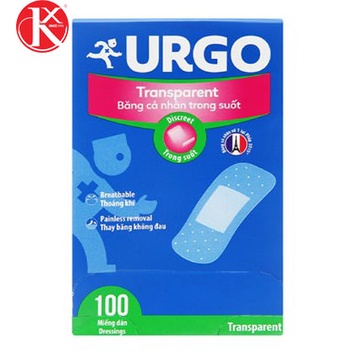 KX
URGO
Transparent
Băng cá nhân trong suốt
Discreet
Trong suốt
Breathable
Thoáng khí
Painless removal
Thay băng không đau
100
Miếng dán
Dressings
Transparent